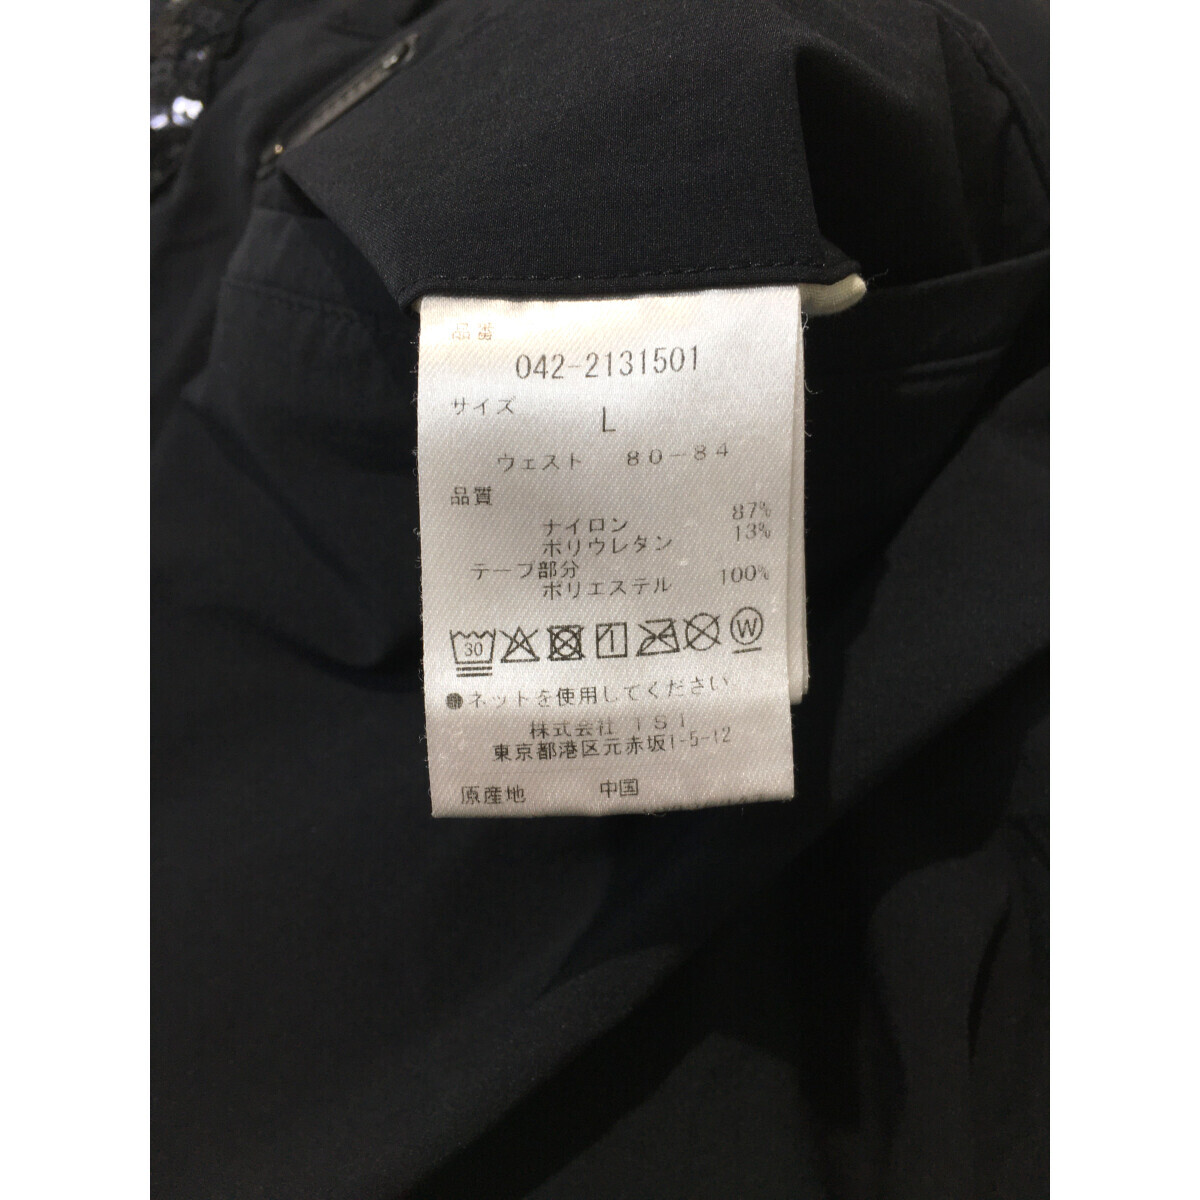 品番
042-2131501
サイズ
L
ウェスト 80-84
品質
ナイロン 87%
ポリウレタン 13%
テープ部分
ポリエステル 100%
30 W
●ネットを使用してください
株式会社 TSI
東京都港区元赤坂1-5-12
原産地 中国